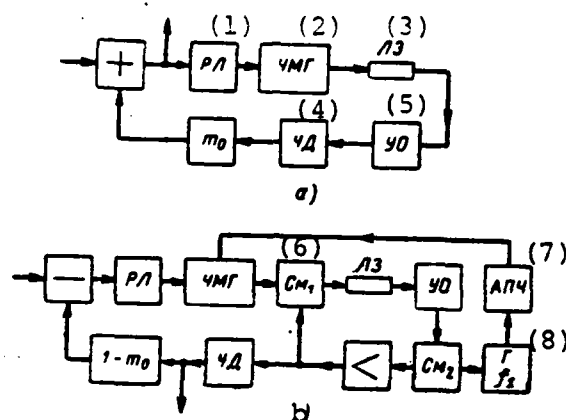 (1) (2) (3)
+ РЛ ЧМГ ЛЗ
(4) (5)
m₀ ЧД УО
а)
(6) (7)
— РЛ ЧМГ См₁ ЛЗ УО АПЧ
(8)
1-m₀ ЧД < См₂ Г f₂
b)